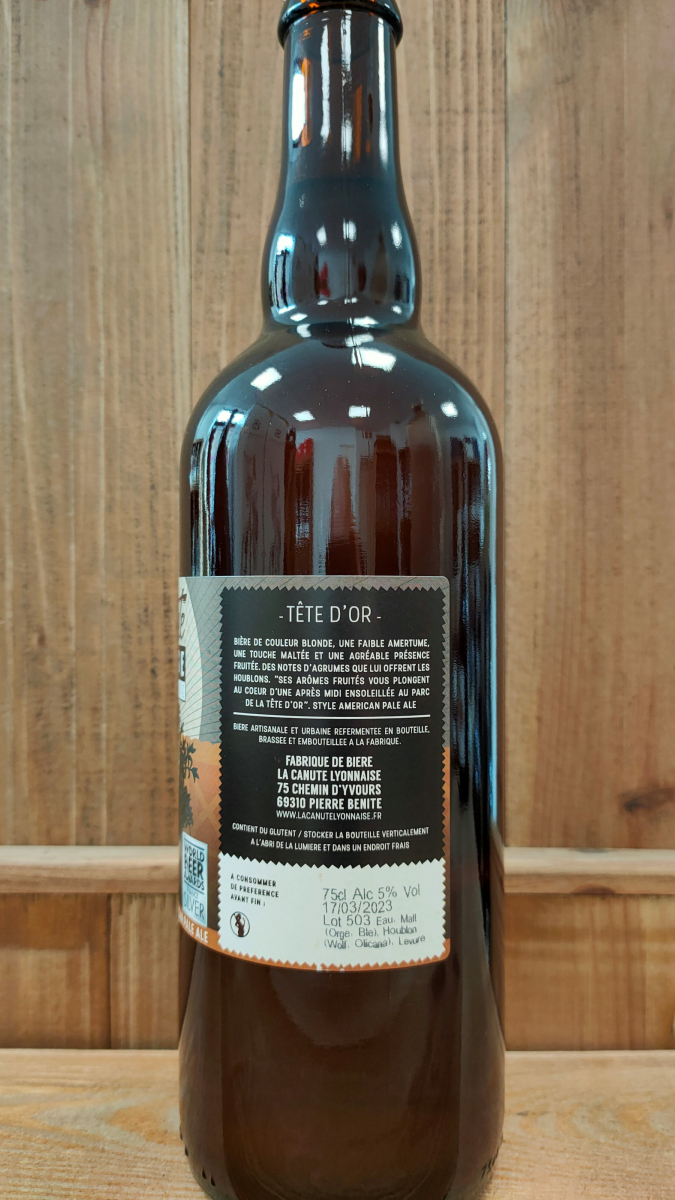 - TÊTE D'OR -
BIÈRE DE COULEUR BLONDE, UNE FAIBLE AMERTUME,
UNE TOUCHE MALTÉE ET UNE AGRÉABLE PRÉSENCE
FRUITÉE. DES NOTES D'AGRUMES QUE LUI OFFRENT LES
HOUBLONS. "SES ARÔMES FRUITÉS VOUS PLONGENT
AU COEUR D'UNE APRÈS MIDI ENSOLEILLÉE AU PARC
DE LA TÊTE D'OR". STYLE AMERICAN PALE ALE
BIERE ARTISANALE ET URBAINE REFERMENTEE EN BOUTEILLE,
BRASSEE ET EMBOUTEILLEE A LA FABRIQUE.
FABRIQUE DE BIERE
LA CANUTE LYONNAISE
75 CHEMIN D'YVOURS
69310 PIERRE BENITE
WWW.LACANUTELYONNAISE.FR
CONTIENT DU GLUTENT / STOCKER LA BOUTEILLE VERTICALEMENT
A L'ABRI DE LA LUMIERE ET DANS UN ENDROIT FRAIS
A CONSOMMER
DE PREFERENCE
AVANT FIN :
75cl Alc 5% Vol
17/03/2023
Lot 503 Eau, Malt
(Orge, Ble), Houblon
(Wolf, Olicana), Levure
WORLD
BEER
AWARDS
SILVER
PALE ALE